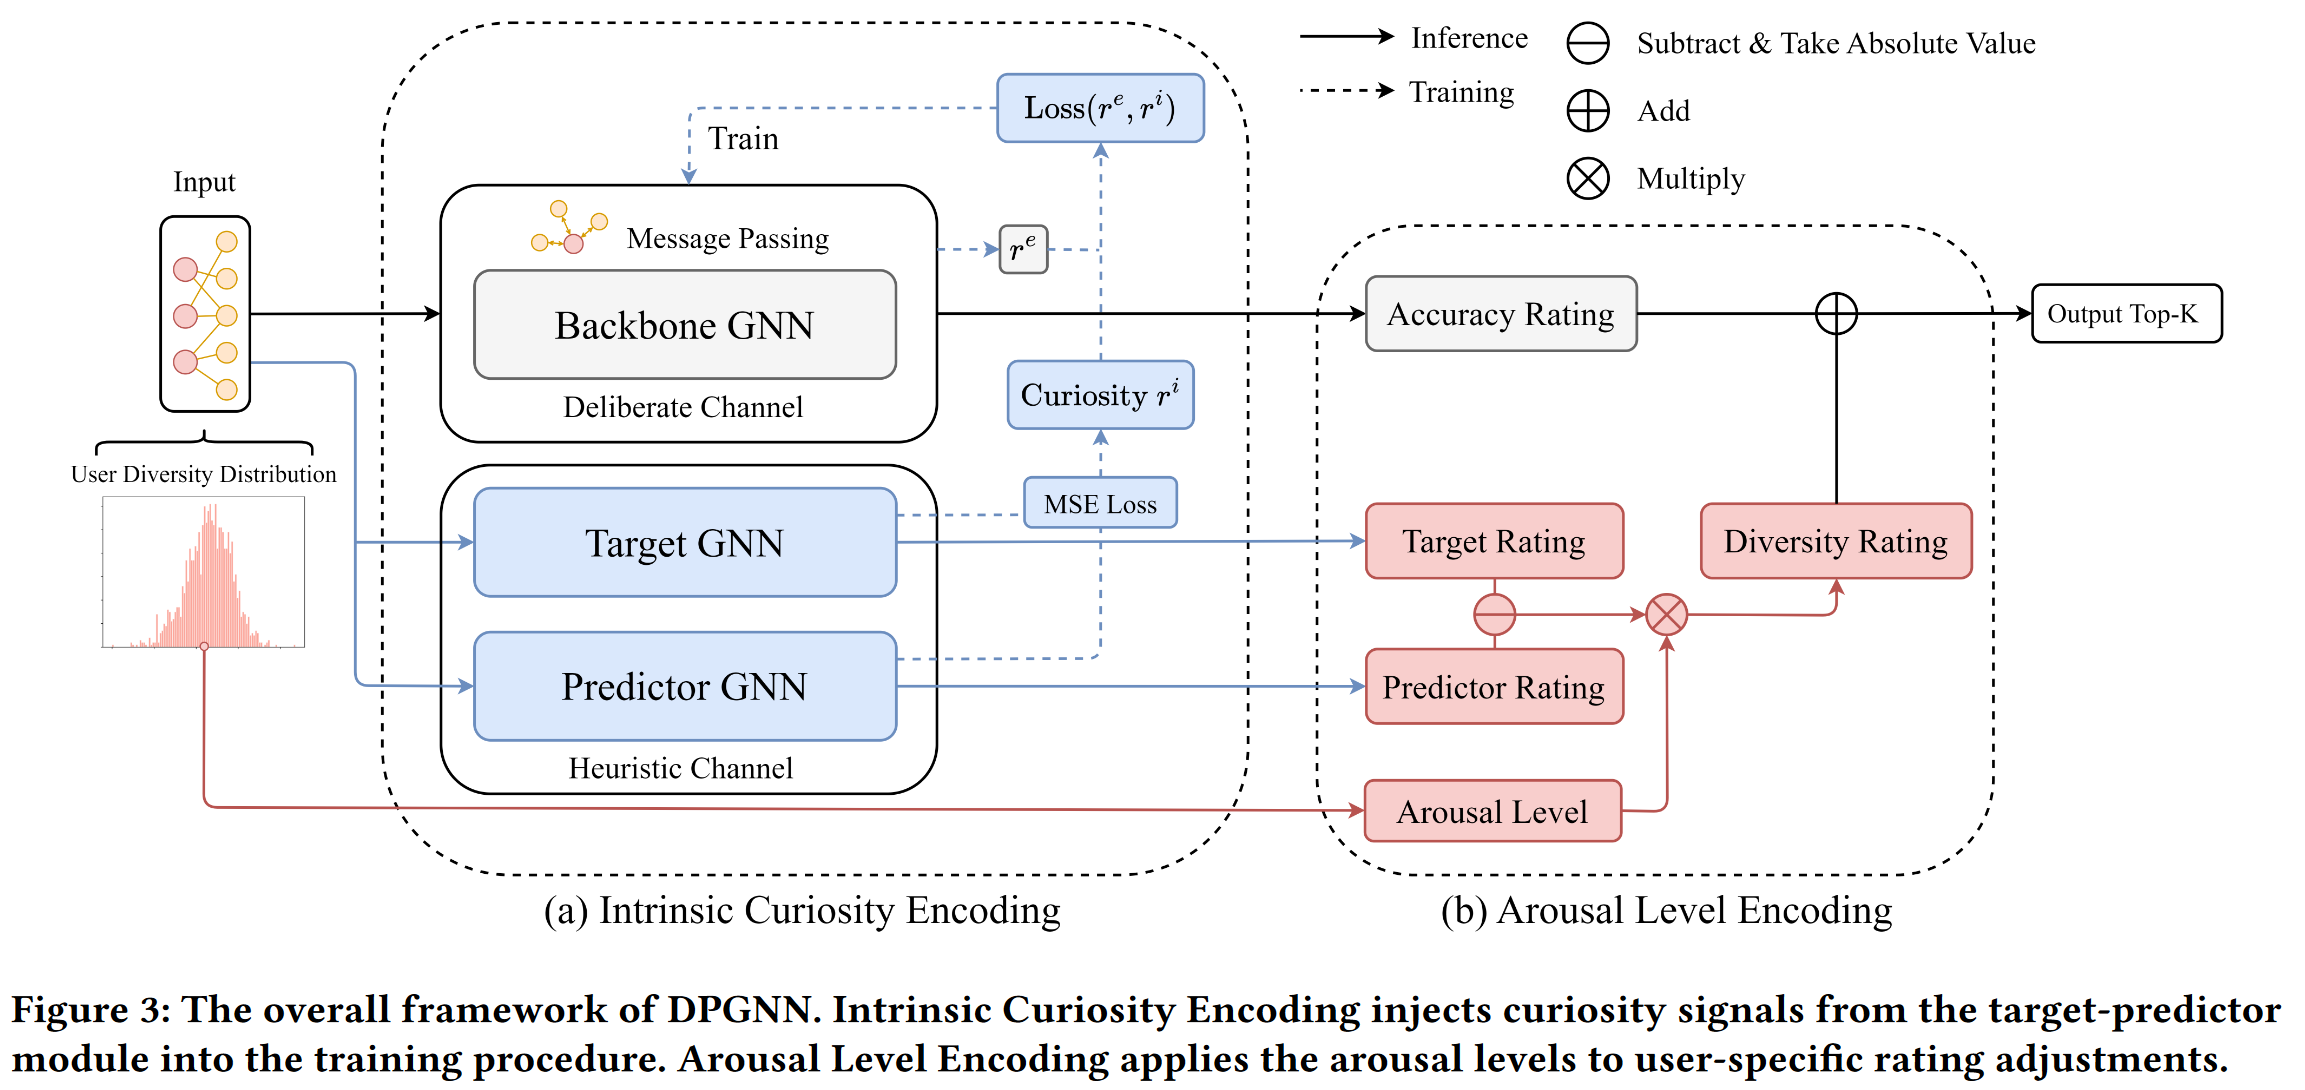 Inference
Training
Subtract & Take Absolute Value
Add
Multiply
Input
User Diversity Distribution
Train
Loss(r^e, r^i)
Message Passing
r^e
Backbone GNN
Deliberate Channel
Curiosity r^i
MSE Loss
Target GNN
Predictor GNN
Heuristic Channel
Accuracy Rating
Output Top-K
Target Rating
Diversity Rating
Predictor Rating
Arousal Level
(a) Intrinsic Curiosity Encoding
(b) Arousal Level Encoding
Figure 3: The overall framework of DPGNN. Intrinsic Curiosity Encoding injects curiosity signals from the target-predictor
module into the training procedure. Arousal Level Encoding applies the arousal levels to user-specific rating adjustments.